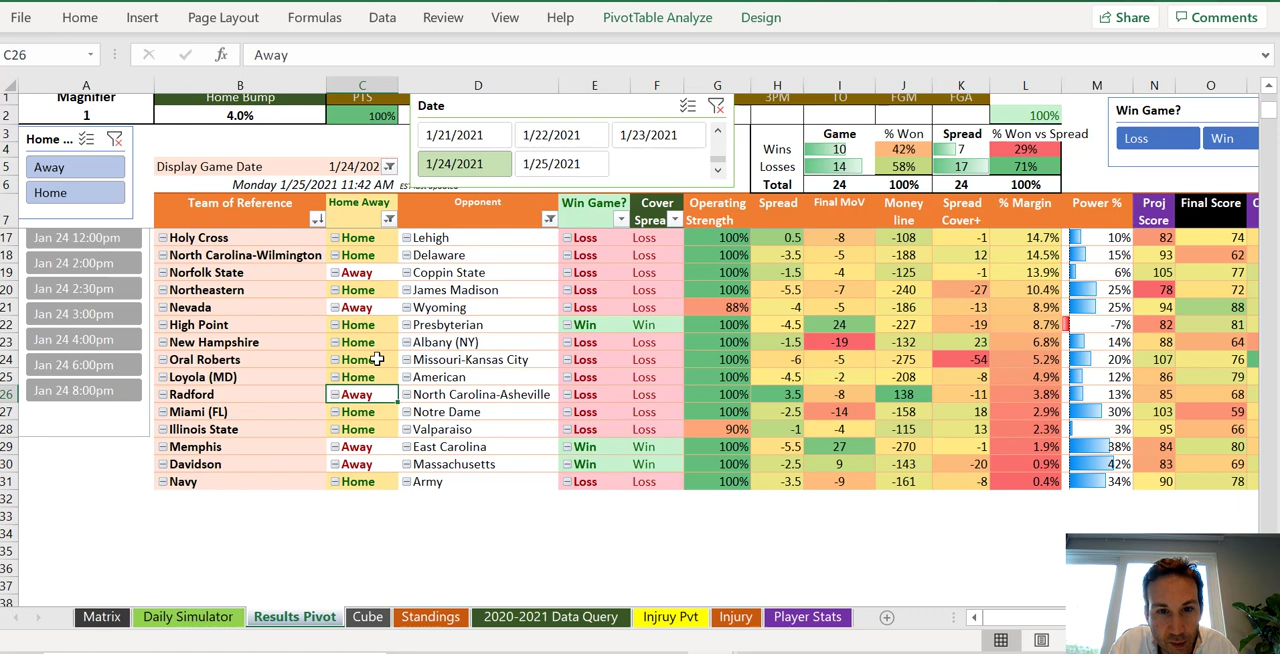 File Home Insert Page Layout Formulas Data Review View Help PivotTable Analyze Design Share Comments
C26 fx Away
A B C D E F G H I J K L M N O
1 Magnifier Home Bump PTS 3PM TO FGM FGA
2 1 4.0% 100% 100%
Date
1/21/2021 1/22/2021 1/23/2021
1/24/2021 1/25/2021
Win Game?
Loss Win
Home ...
Away
Home
3 Game % Won Spread % Won vs Spread
4 Wins 10 42% 7 29%
5 Display Game Date 1/24/202 Losses 14 58% 17 71%
6 Monday 1/25/2021 11:42 AM Total 24 100% 24 100%
7 Team of Reference Home Away Opponent Win Game? Cover Sprea Operating Strength Spread Final MoV Money line Spread Cover+ % Margin Power % Proj Score Final Score
Jan 24 12:00pm
Jan 24 2:00pm
Jan 24 2:30pm
Jan 24 3:00pm
Jan 24 4:00pm
Jan 24 6:00pm
Jan 24 8:00pm
17 Holy Cross Home Lehigh Loss Loss 100% 0.5 -8 -108 -1 14.7% 10% 82 74
18 North Carolina-Wilmington Home Delaware Loss Loss 100% -3.5 -5 -188 12 14.5% 15% 93 62
19 Norfolk State Away Coppin State Loss Loss 100% -1.5 -4 -125 -1 13.9% 6% 105 77
20 Northeastern Home James Madison Loss Loss 100% -5.5 -7 -240 -27 10.4% 25% 78 72
21 Nevada Away Wyoming Loss Loss 88% -4 -5 -186 -13 8.9% 25% 94 88
22 High Point Home Presbyterian Win Win 100% -4.5 24 -227 -19 8.7% -7% 82 81
23 New Hampshire Home Albany (NY) Loss Loss 100% -1.5 -19 -132 23 6.8% 14% 88 64
24 Oral Roberts Home Missouri-Kansas City Loss Loss 100% -6 -5 -275 -54 5.2% 20% 107 76
25 Loyola (MD) Home American Loss Loss 100% -4.5 -2 -208 -8 4.9% 12% 86 79
26 Radford Away North Carolina-Asheville Loss Loss 100% 3.5 -8 138 -11 3.8% 13% 85 68
27 Miami (FL) Home Notre Dame Loss Loss 100% -2.5 -14 -158 18 2.9% 30% 103 59
28 Illinois State Home Valparaiso Loss Loss 90% -1 -4 -115 13 2.3% 3% 95 66
29 Memphis Away East Carolina Win Win 100% -5.5 27 -270 -1 1.9% 38% 84 80
30 Davidson Away Massachusetts Win Win 100% -2.5 9 -143 -20 0.9% 42% 83 69
31 Navy Home Army Loss Loss 100% -3.5 -9 -161 -8 0.4% 34% 90 78
32
33
34
35
36
37
38
Matrix Daily Simulator Results Pivot Cube Standings 2020-2021 Data Query Injruy Pvt Injury Player Stats